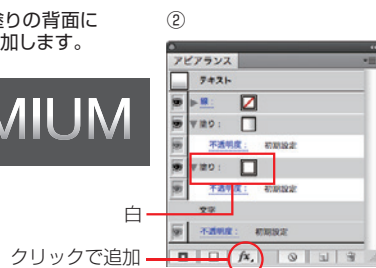 塗りの背面に
加します。
MIUM
②
アピアランス
テキスト
線：
塗り：
不透明度： 初期設定
塗り：
不透明度： 初期設定
文字
不透明度： 初期設定
fx.
白
クリックで追加